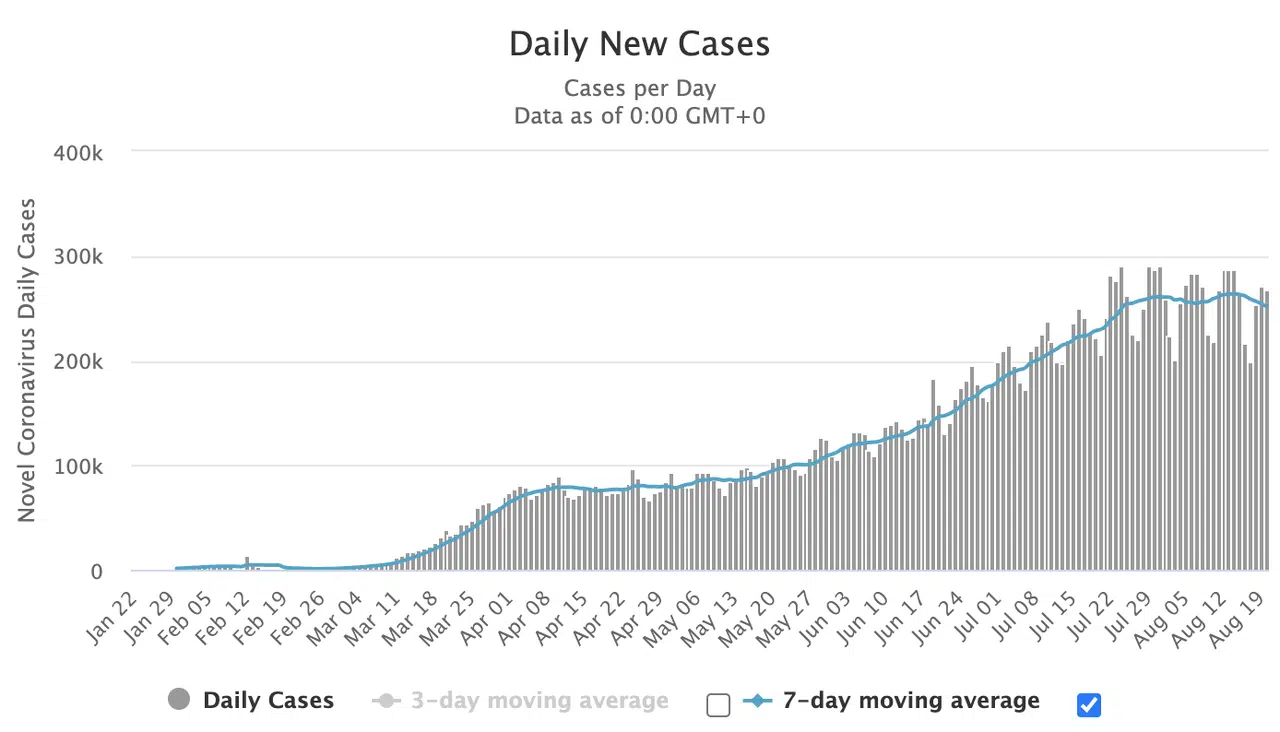 Daily New Cases
Cases per Day
Data as of 0:00 GMT+0
Novel Coronavirus Daily Cases
400k
300k
200k
100k
0
Jan 22
Jan 29
Feb 05
Feb 12
Feb 19
Feb 26
Mar 04
Mar 11
Mar 18
Mar 25
Apr 01
Apr 08
Apr 15
Apr 22
Apr 29
May 06
May 13
May 20
May 27
Jun 03
Jun 10
Jun 17
Jun 24
Jul 01
Jul 08
Jul 15
Jul 22
Jul 29
Aug 05
Aug 12
Aug 19
Daily Cases
3-day moving average
7-day moving average